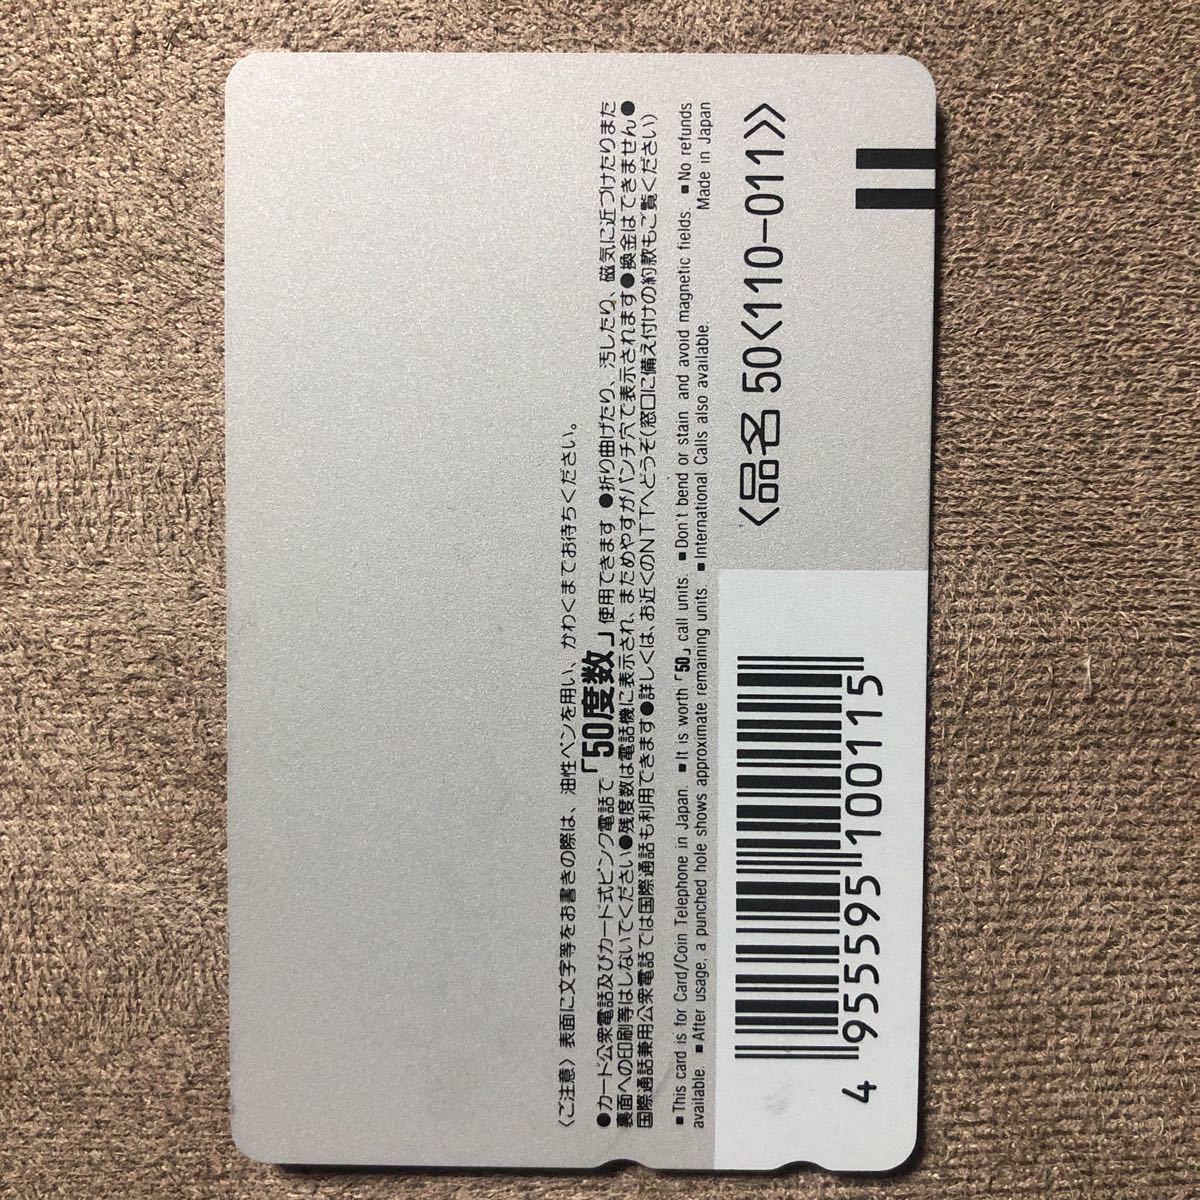 〈ご注意〉表面に文字等をお書きの際は、油性ペンを用い、かわくまでお待ちください。
●カード公衆電話及びカード式ピンク電話で「50度数」使用できます ●折り曲げたり、汚したり、磁気に近づけたりまた
裏面への印刷等はしないでください●残度数は電話機に表示され、まためやすがパンチ穴で表示されます●換金はできません●
国際通話兼用公衆電話では国際通話も利用できます●詳しくは、お近くのNTTへどうぞ(窓口に備え付けの約款もご覧ください)
■This card is for Card/Coin Telephone in Japan. ■It is worth「50」call units. ■Don't bend or stain and avoid magnetic fields. ■No refunds
available. ■After usage, a punched hole shows approximate remaining units. ■International Calls also available. Made in Japan
〈品名 50〈110-011〉〉
4 955595 100115